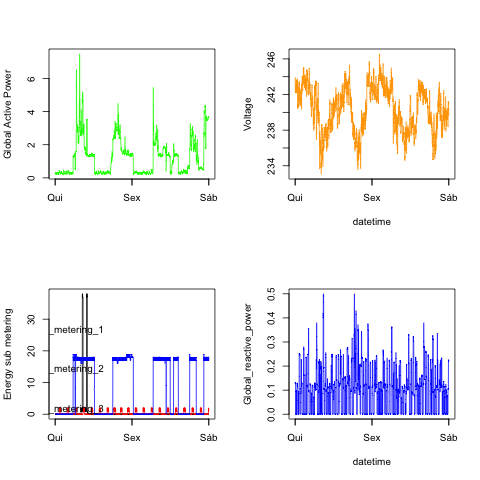 Global Active Power
0 2 4 6
Qui Sex Sáb
Voltage
234 238 242 246
Qui Sex Sáb
datetime
Energy sub metering
0 10 20 30
_metering_1
_metering_2
_metering_3
Qui Sex Sáb
Global_reactive_power
0.0 0.1 0.2 0.3 0.4 0.5
Qui Sex Sáb
datetime